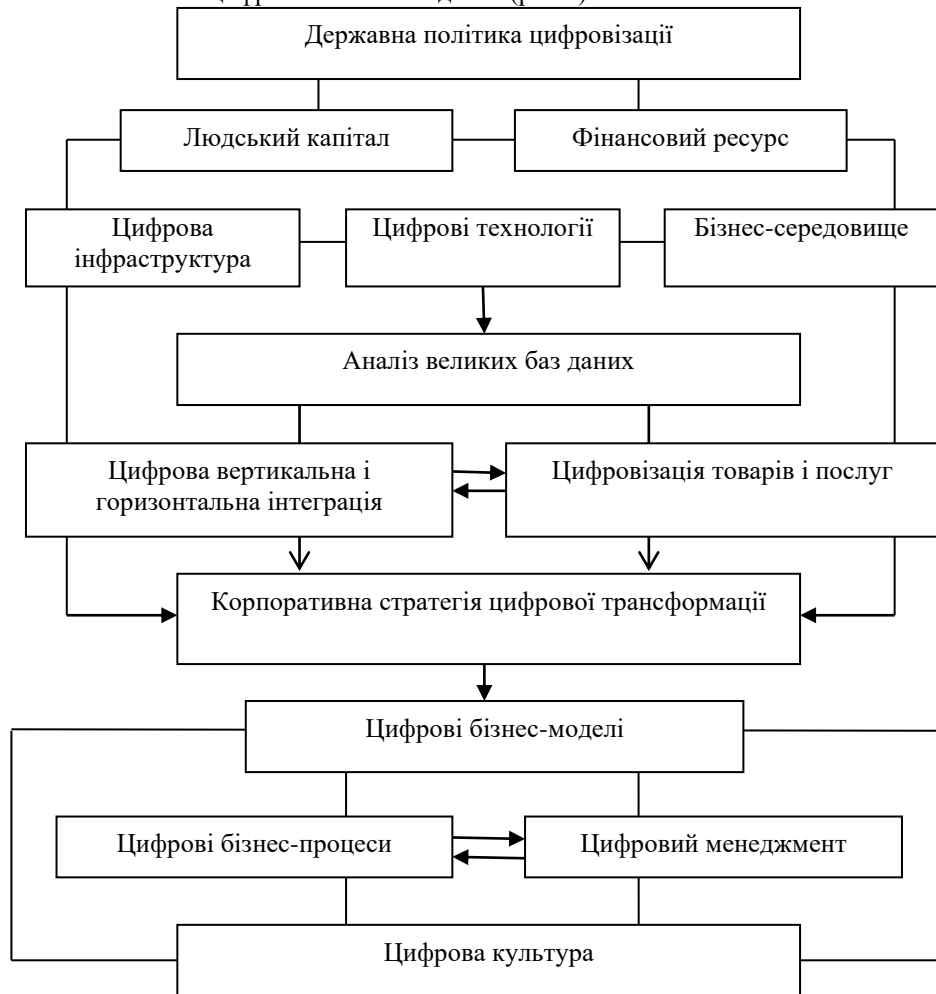 Державна політика цифровізації
Людський капітал
Фінансовий ресурс
Цифрова
інфраструктура
Цифрові технології
Бізнес-середовище
Аналіз великих баз даних
Цифрова вертикальна і
горизонтальна інтеграція
Цифровізація товарів і послуг
Корпоративна стратегія цифрової трансформації
Цифрові бізнес-моделі
Цифрові бізнес-процеси
Цифровий менеджмент
Цифрова культура